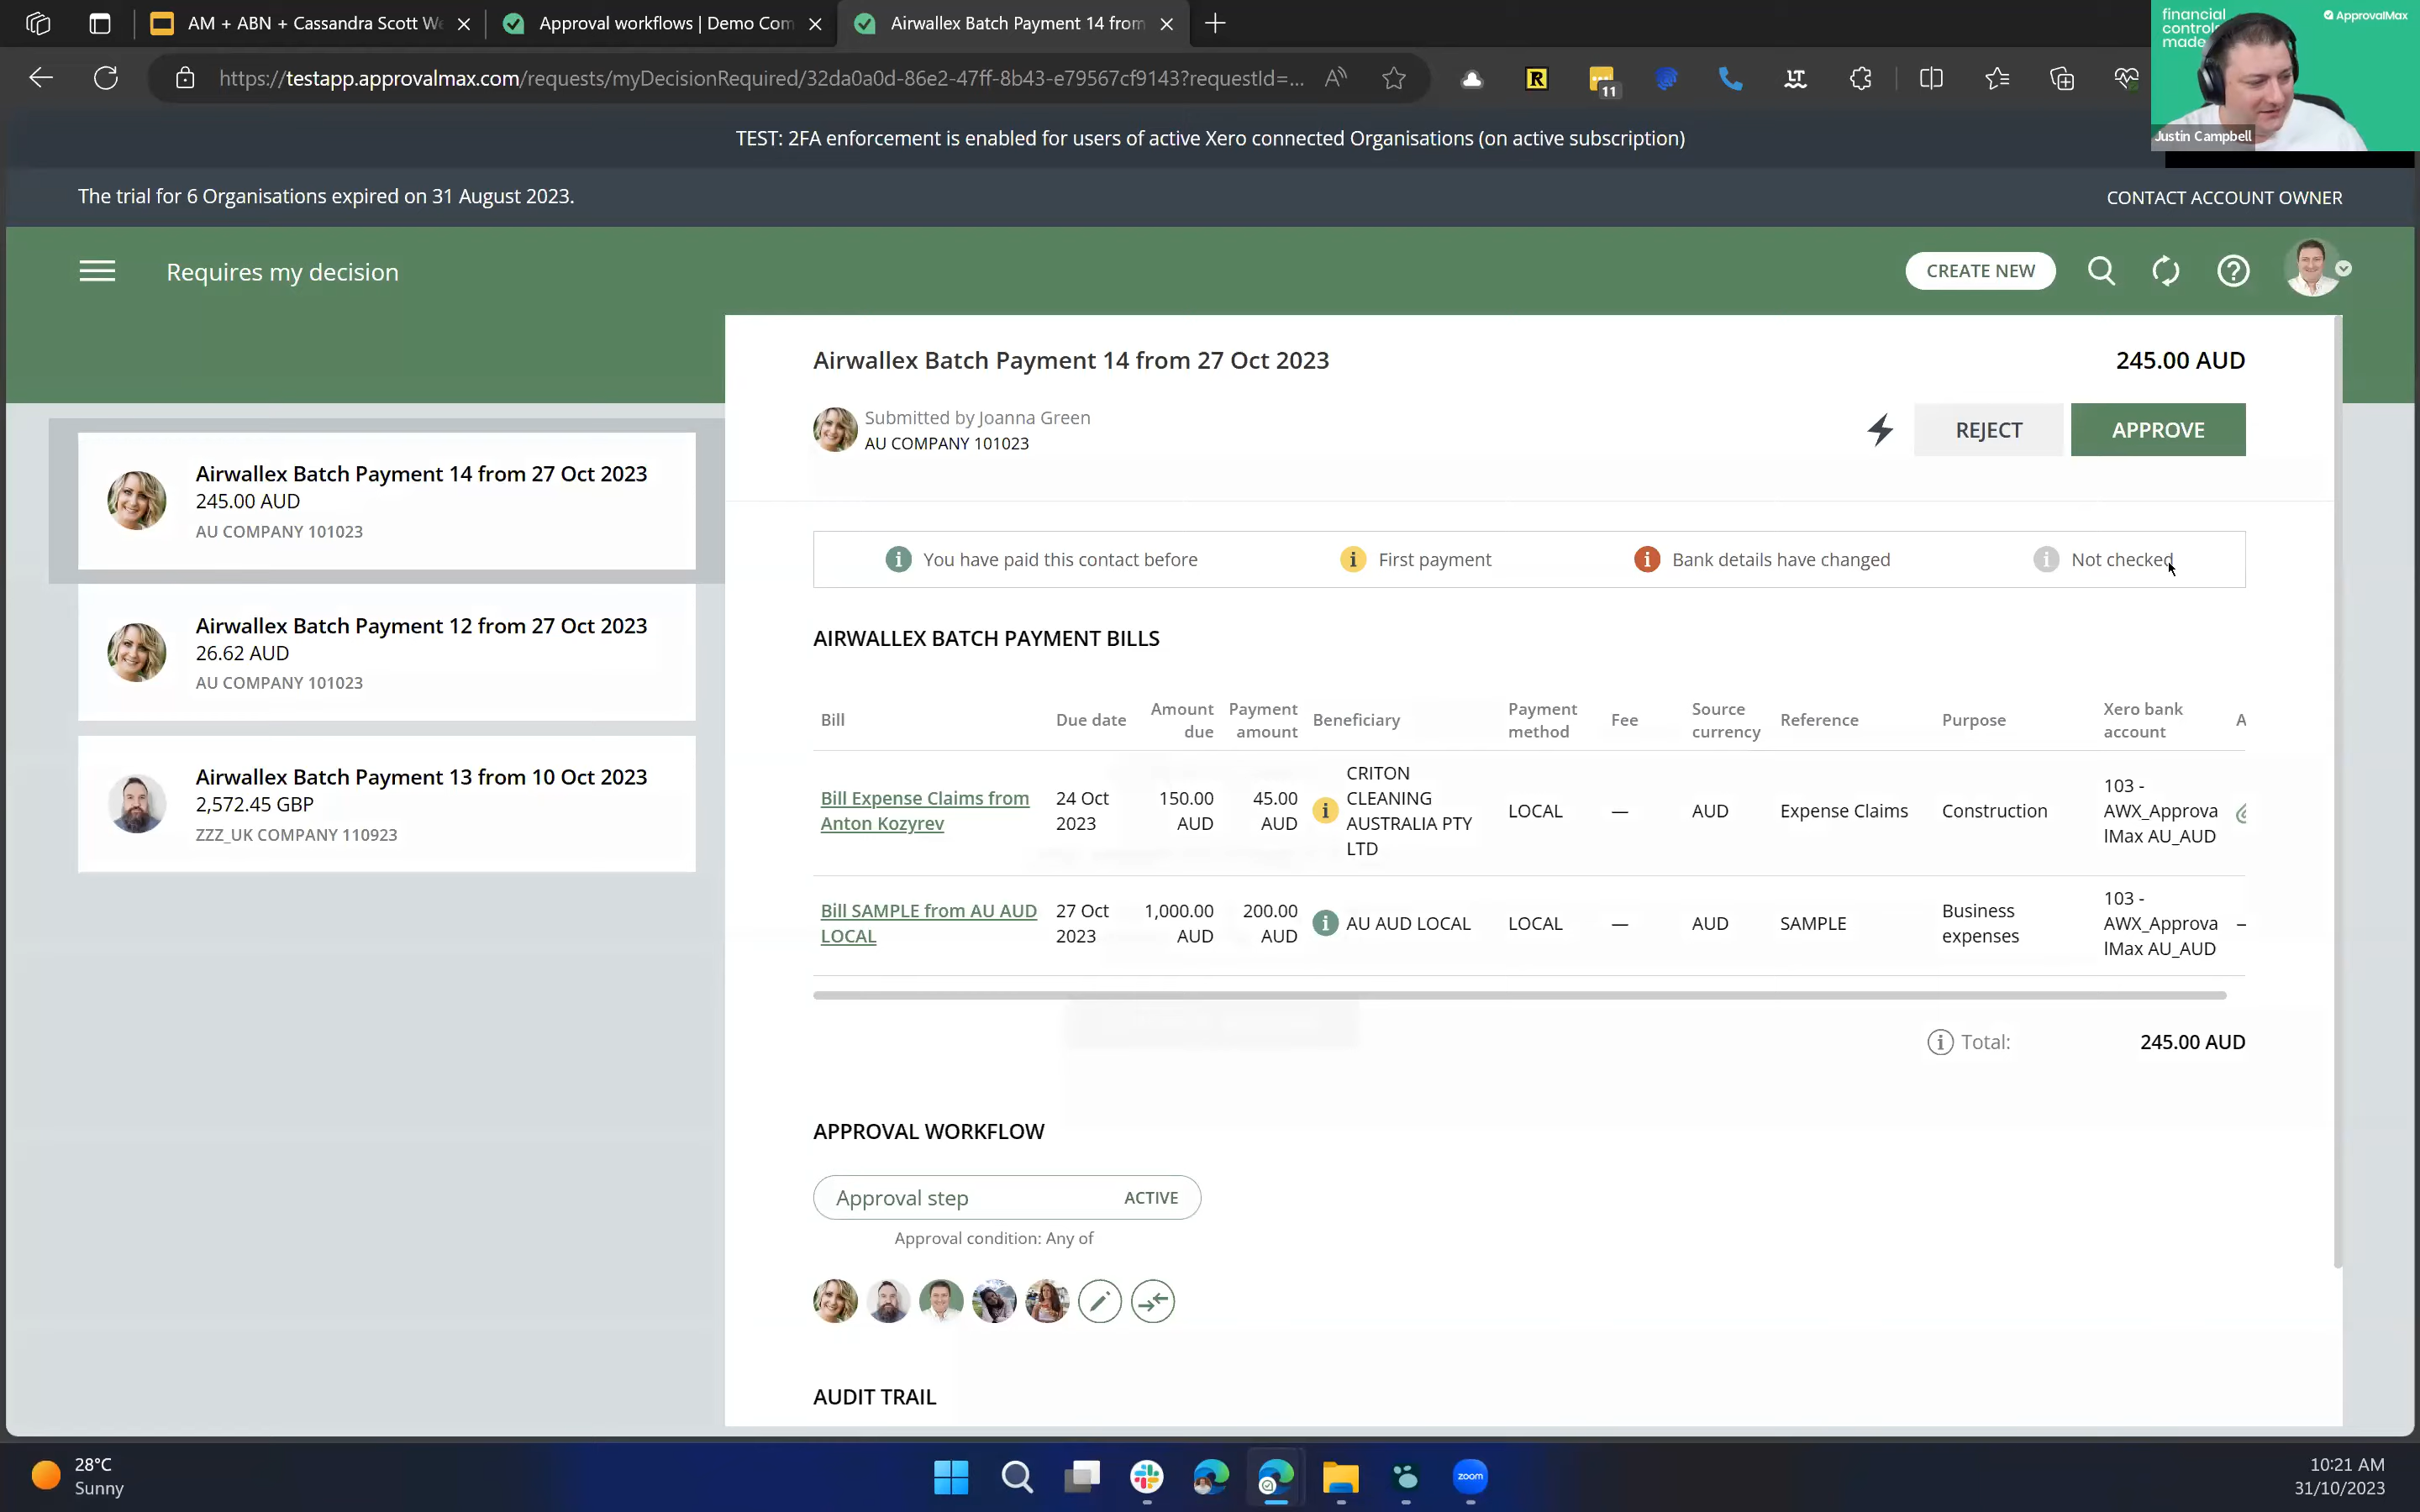 AM + ABN + Cassandra Scott We
Approval workflows | Demo Com
Airwallex Batch Payment 14 from
https://testapp.approvalmax.com/requests/myDecisionRequired/32da0a0d-86e2-47ff-8b43-e79567cf9143?requestId=...
11
financial
controls
made
ApprovalMax
Justin Campbell
TEST: 2FA enforcement is enabled for users of active Xero connected Organisations (on active subscription)
The trial for 6 Organisations expired on 31 August 2023.
CONTACT ACCOUNT OWNER
Requires my decision
CREATE NEW
Airwallex Batch Payment 14 from 27 Oct 2023
245.00 AUD
AU COMPANY 101023
Airwallex Batch Payment 12 from 27 Oct 2023
26.62 AUD
AU COMPANY 101023
Airwallex Batch Payment 13 from 10 Oct 2023
2,572.45 GBP
ZZZ_UK COMPANY 110923
Airwallex Batch Payment 14 from 27 Oct 2023
245.00 AUD
Submitted by Joanna Green
AU COMPANY 101023
REJECT
APPROVE
You have paid this contact before
First payment
Bank details have changed
Not checked
AIRWALLEX BATCH PAYMENT BILLS
Bill
Due date
Amount
due
Payment
amount
Beneficiary
Payment
method
Fee
Source
currency
Reference
Purpose
Xero bank
account
A
Bill Expense Claims from
Anton Kozyrev
24 Oct
2023
150.00
AUD
45.00
AUD
CRITON
CLEANING
AUSTRALIA PTY
LTD
LOCAL
—
AUD
Expense Claims
Construction
103 -
AWX_Approva
lMax AU_AUD
Bill SAMPLE from AU AUD
LOCAL
27 Oct
2023
1,000.00
AUD
200.00
AUD
AU AUD LOCAL
LOCAL
—
AUD
SAMPLE
Business
expenses
103 -
AWX_Approva
lMax AU_AUD
—
Total:
245.00 AUD
APPROVAL WORKFLOW
Approval step
ACTIVE
Approval condition: Any of
AUDIT TRAIL
28°C
Sunny
zoom
10:21 AM
31/10/2023